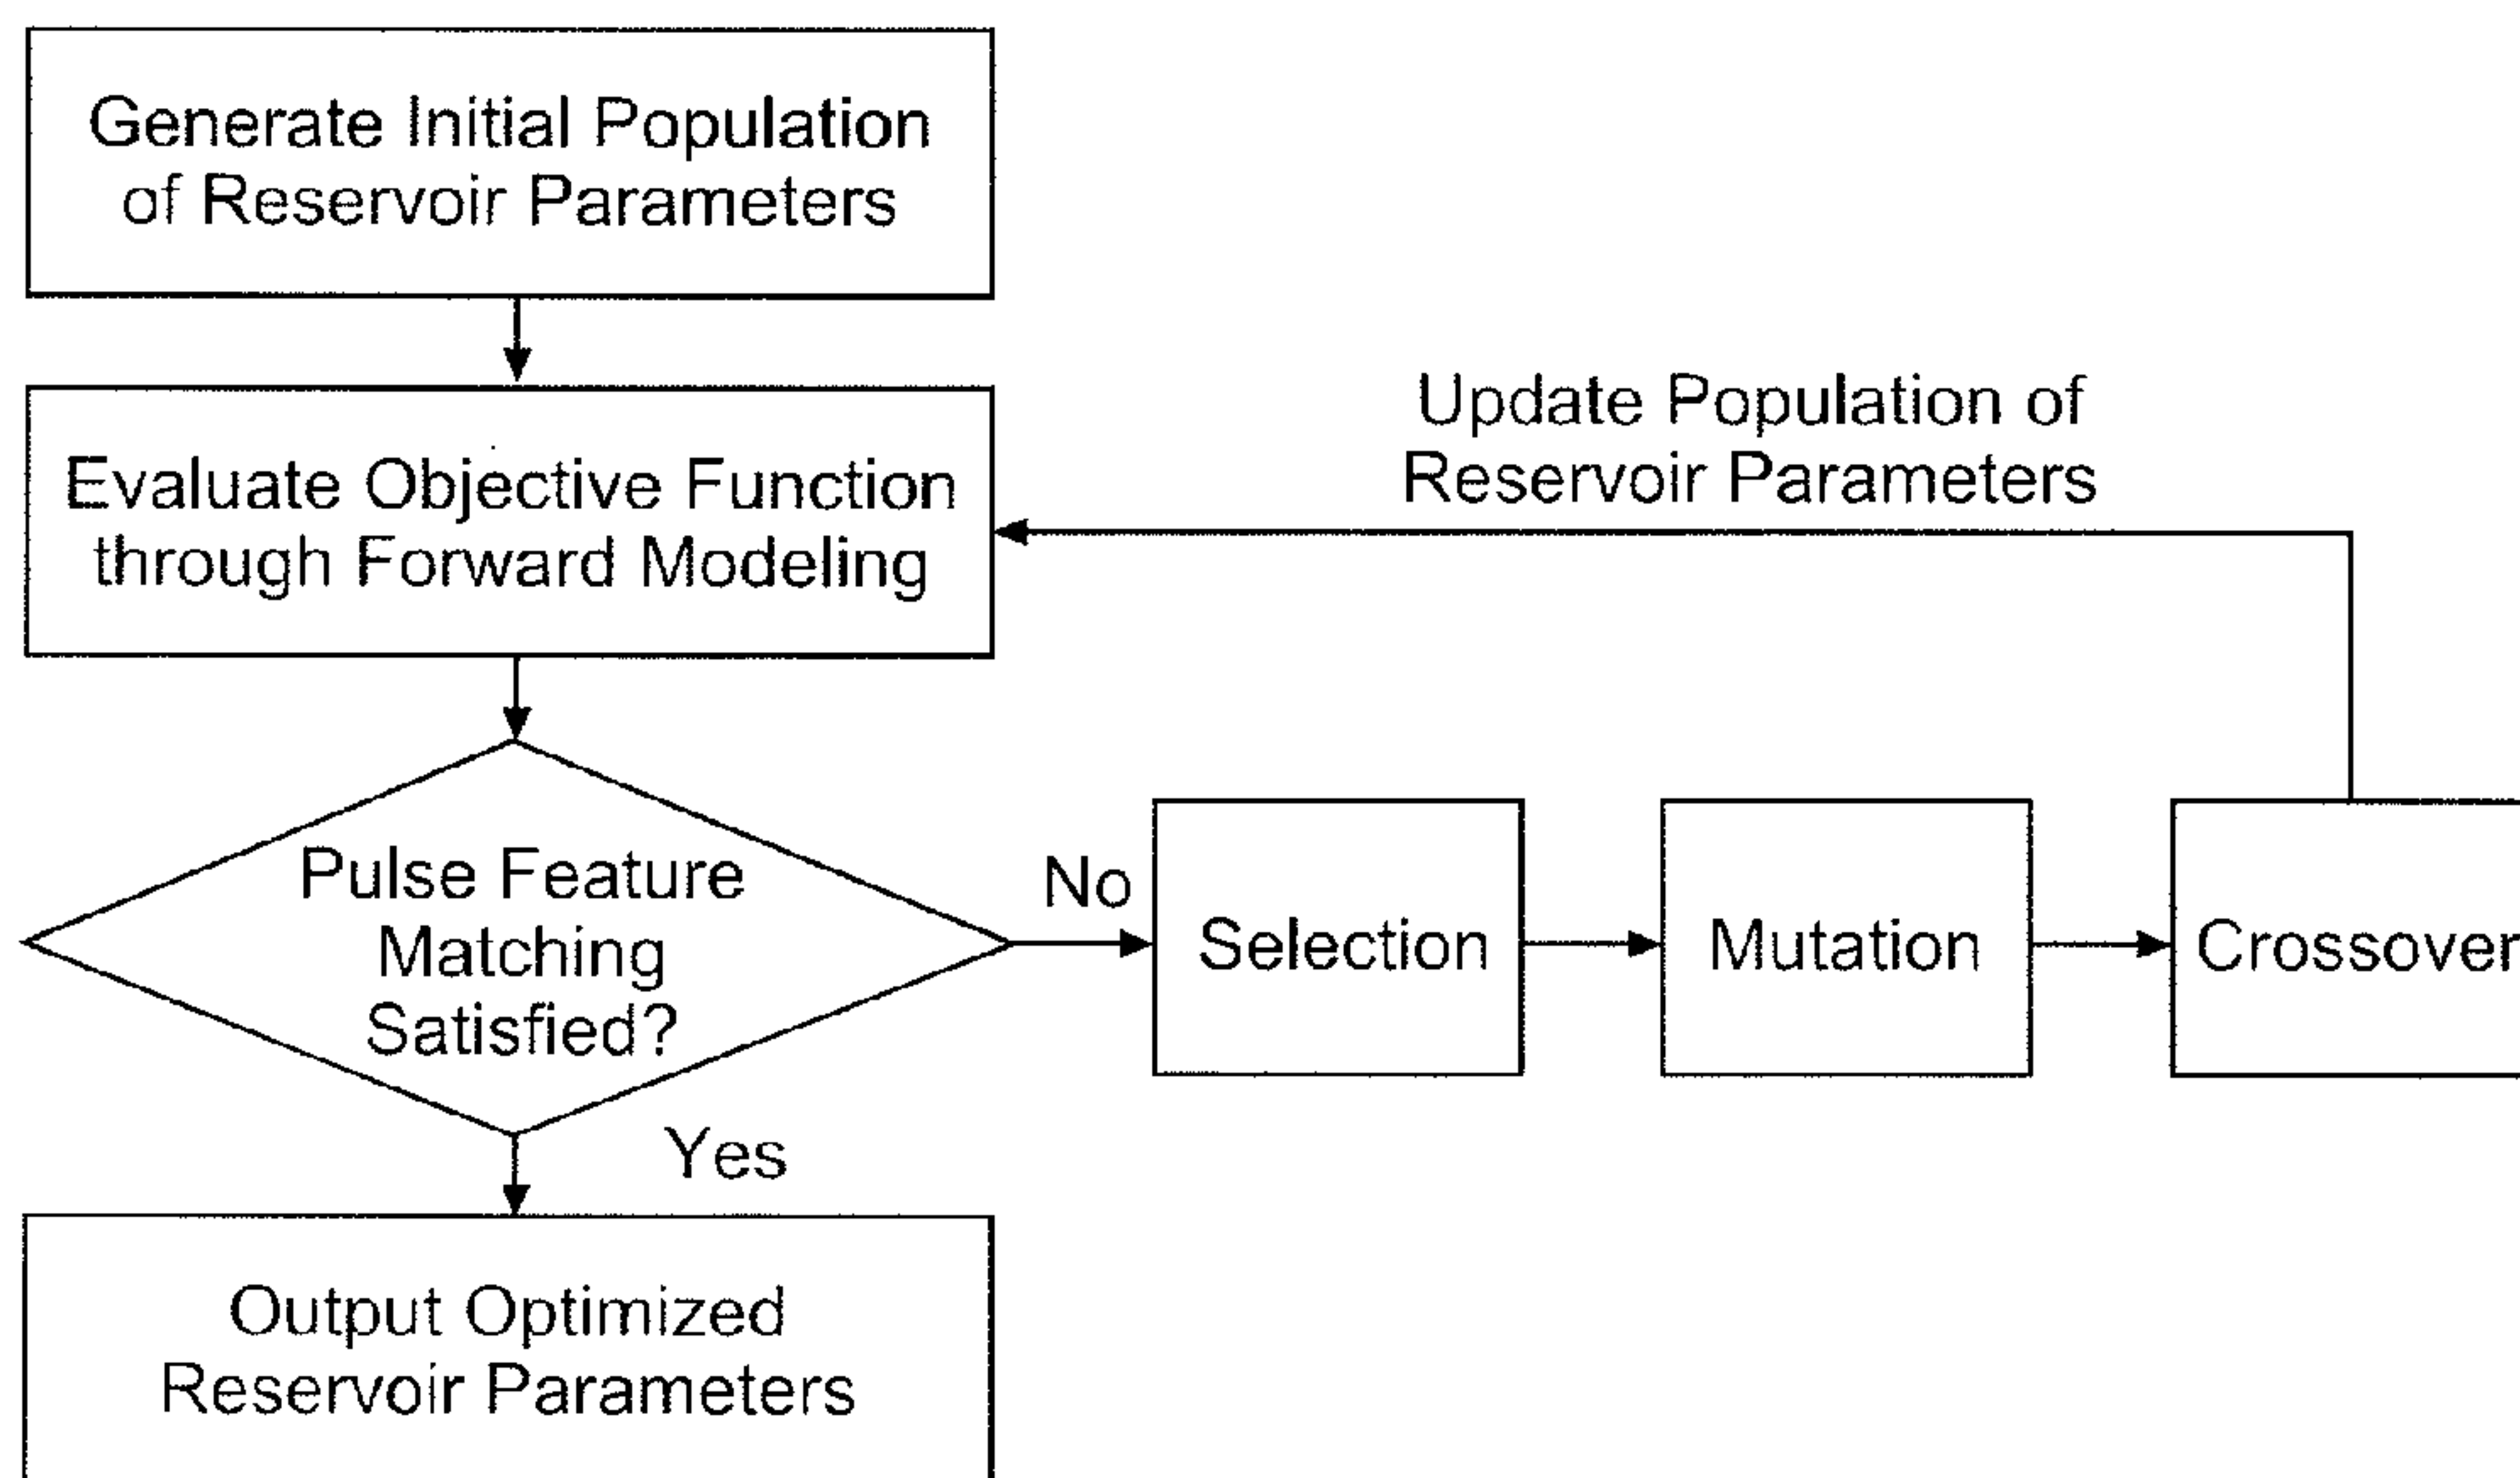 Generate Initial Population
of Reservoir Parameters
Evaluate Objective Function
through Forward Modeling
Update Population of
Reservoir Parameters
Pulse Feature
Matching
Satisfied?
No
Selection
Mutation
Crossover
Yes
Output Optimized
Reservoir Parameters